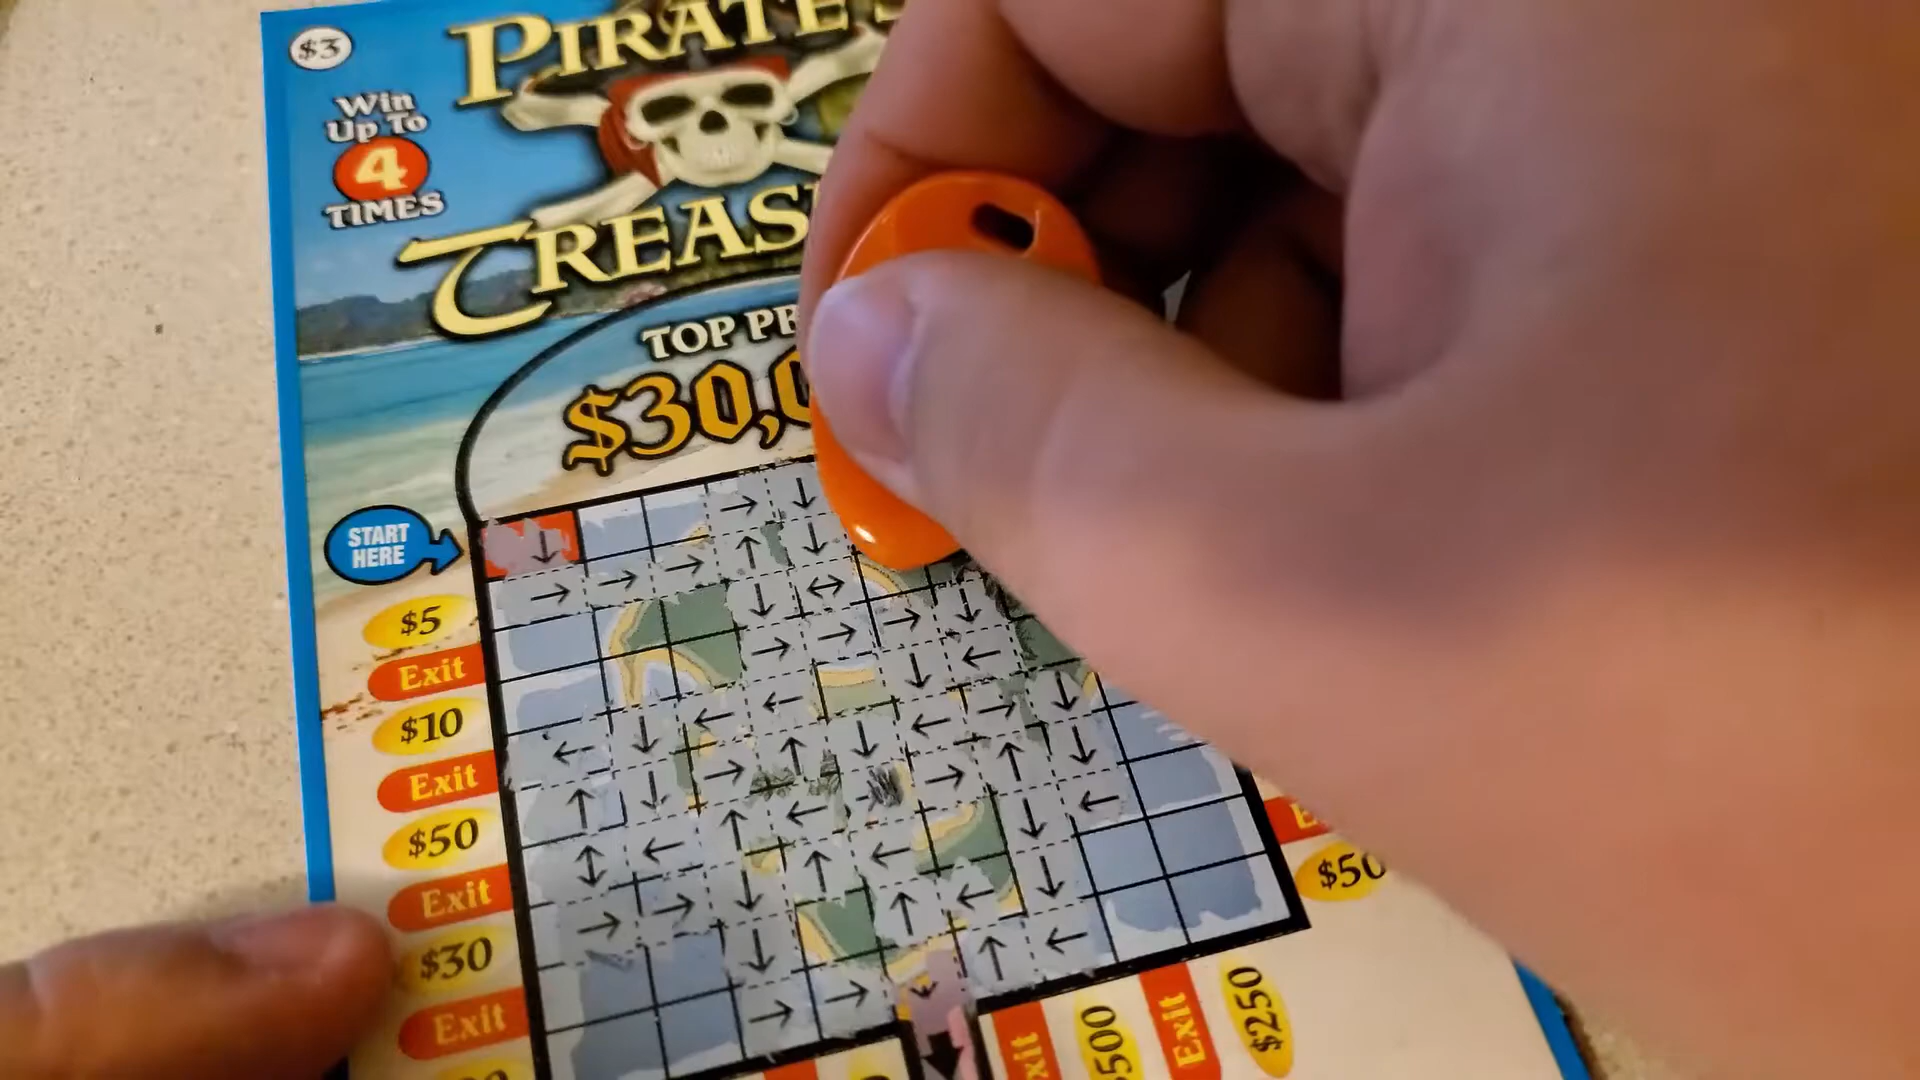 $3
PIRATE'S
Win
Up To
4
TIMES
TREAS
TOP PR
$30,0
START
HERE
$5
Exit
$10
Exit
$50
Exit
$30
Exit
$50
$500
Exit
$250